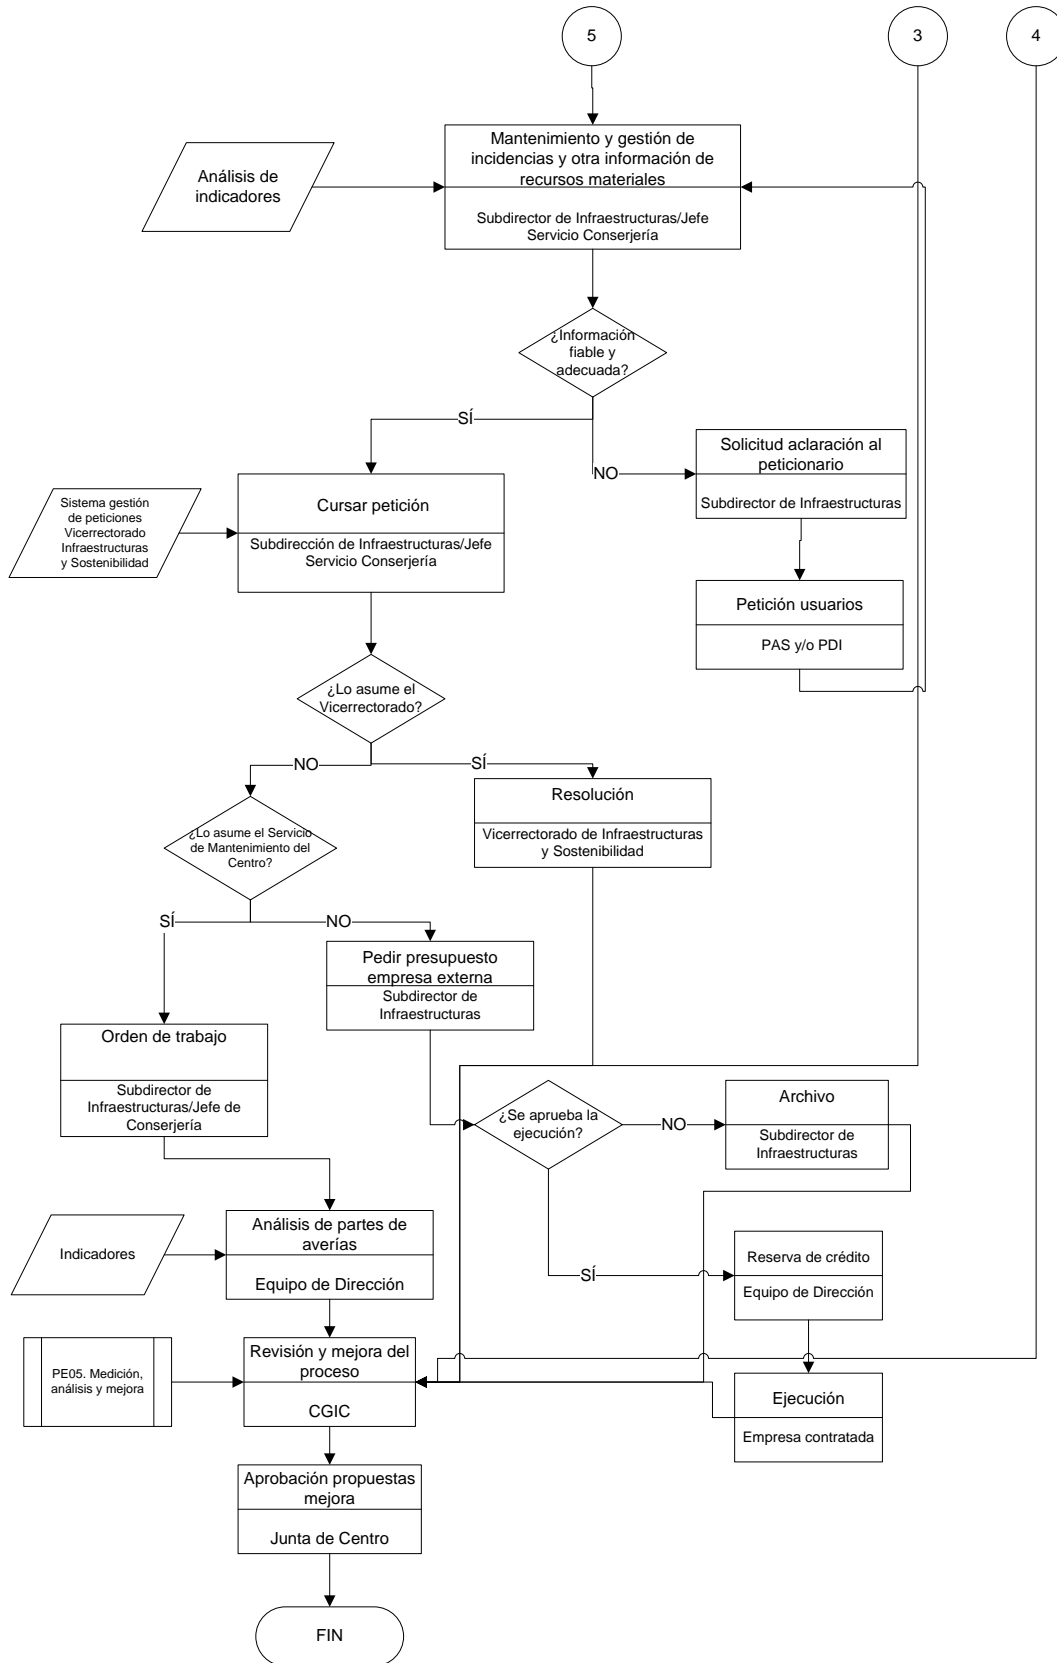 5
3
4
Mantenimiento y gestión de
incidencias y otra información de
recursos materiales
Subdirector de Infraestructuras/Jefe
Servicio Conserjería
Análisis de
indicadores
¿Información
fiable y
adecuada?
SÍ
NO
Solicitud aclaración al
peticionario
Subdirector de Infraestructuras
Sistema gestión
de peticiones
Vicerrectorado
Infraestructuras
y Sostenibilidad
Cursar petición
Subdirección de Infraestructuras/Jefe
Servicio Conserjería
Petición usuarios
PAS y/o PDI
¿Lo asume el
Vicerrectorado?
NO
SÍ
Resolución
Vicerrectorado de Infraestructuras
y Sostenibilidad
¿Lo asume el Servicio
de Mantenimiento del
Centro?
SÍ
NO
Pedir presupuesto
empresa externa
Subdirector de
Infraestructuras
Orden de trabajo
Subdirector de
Infraestructuras/Jefe de
Conserjería
¿Se aprueba la
ejecución?
NO
Archivo
Subdirector de
Infraestructuras
Indicadores
Análisis de partes de
averías
Equipo de Dirección
SÍ
Reserva de crédito
Equipo de Dirección
PE05. Medición,
análisis y mejora
Revisión y mejora del
proceso
CGIC
Ejecución
Empresa contratada
Aprobación propuestas
mejora
Junta de Centro
FIN